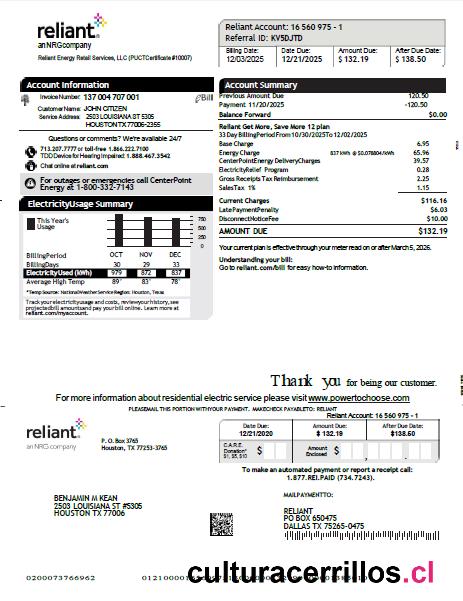 reliant
an NRG company
Reliant Energy Retail Services, LLC (PUCT Certificate #10007)
Reliant Account: 16 560 975 - 1
Referral ID: KV5DJTD
Billing Date: Date Due: Amount Due: After Due Date:
12/03/2025 12/21/2025 $ 132.19 $ 138.50
Account Information
Invoice Number: 137 004 707 001
eBill
Customer Name: JOHN CITIZEN
Service Address: 2503 LOUISIANA ST 5305
HOUSTON TX 77006-2355
Questions or comments? We're available 24/7
713.207.7777 or toll-free 1.866.222.7100
TDD Device for Hearing Impaired: 1.888.467.3542
Chat online at reliant.com
For outages or emergencies call CenterPoint
Energy at 1-800-332-7143
Electricity Usage Summary
This Year's
Usage
750
500
250
0
Billing Period OCT NOV DEC
Billing Days 30 29 33
Electricity Used (kWh) 979 872 837
Average High Temp 89° 83° 78°
*Temp Source: National Weather Service Region: Houston, Texas
Track your electricity usage and costs, review your history, see
projected bill amounts and pay your bill online. Learn more at
reliant.com/myaccount.
Account Summary
Previous Amount Due 120.50
Payment 11/20/2025 -120.50
Balance Forward $0.00
Reliant Get More, Save More 12 plan
33 Day Billing Period From 10/30/2025 To 12/02/2025
Base Charge 6.95
Energy Charge 837 kWh @ $0.078804/kWh 65.96
CenterPoint Energy Delivery Charges 39.57
Electricity Relief Program 0.28
Gross Receipts Tax Reimbursement 2.25
Sales Tax 1% 1.15
Current Charges $116.16
Late Payment Penalty $6.03
Disconnect Notice Fee $10.00
AMOUNT DUE $132.19
Your current plan is effective through your meter read on or after March 5, 2026.
Understanding your bill:
Go to reliant.com/bill for easy how-to information.
Thank you for being our customer.
For more information about residential electric service please visit www.powertochoose.com
PLEASE MAIL THIS PORTION WITH YOUR PAYMENT. MAKE CHECK PAYABLE TO: RELIANT
Reliant Account: 16 560 975 - 1
reliant
an NRG company
P. O. Box 3765
Houston, TX 77253-3765
Date Due: Amount Due: After Due Date:
12/21/2020 $ 132.19 $138.50
C.A.R.E.
Donation*
$1, $5, $10
$
Amount
Enclosed
$
To make an automated payment or report a receipt call:
1.877.REI.PAID (734.7243).
BENJAMIN M KEAN
2503 LOUISIANA ST #5305
HOUSTON TX 77006
MAIL PAYMENT TO:
RELIANT
PO BOX 650475
DALLAS TX 75265-0475
0200073766962
culturacerrillos.cl